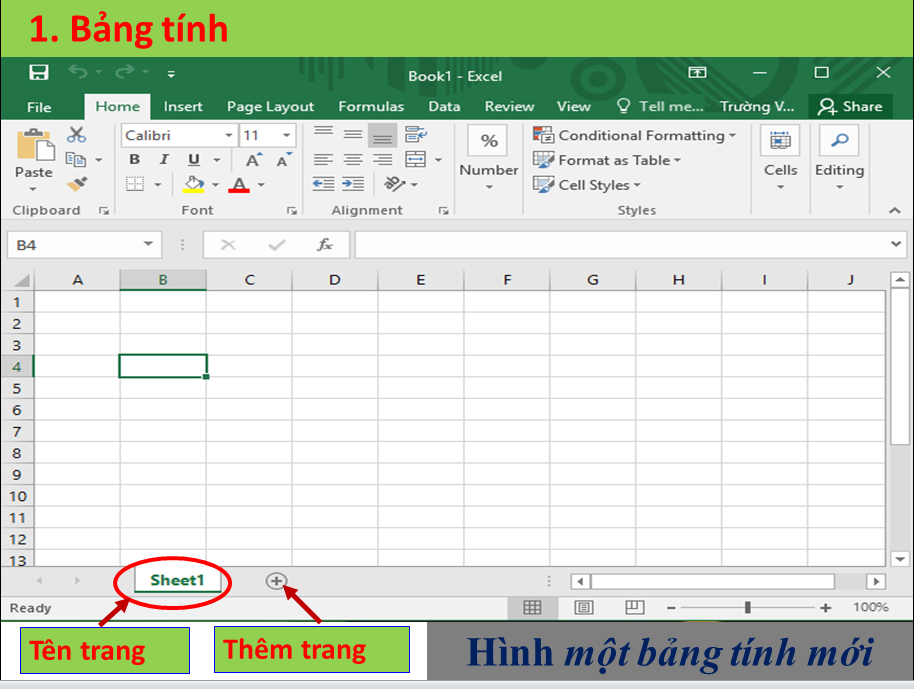 1. Bảng tính
Book1 - Excel
File Home Insert Page Layout Formulas Data Review View Tell me... Trường V... Share
Calibri 11 % Conditional Formatting
Paste B I U A A Number Format as Table Cells Editing
A Cell Styles
Clipboard Font Alignment Styles
B4 fx
A B C D E F G H I J
1
2
3
4
5
6
7
8
9
10
11
12
13
Sheet1
Ready 100%
Tên trang Thêm trang Hình một bảng tính mới